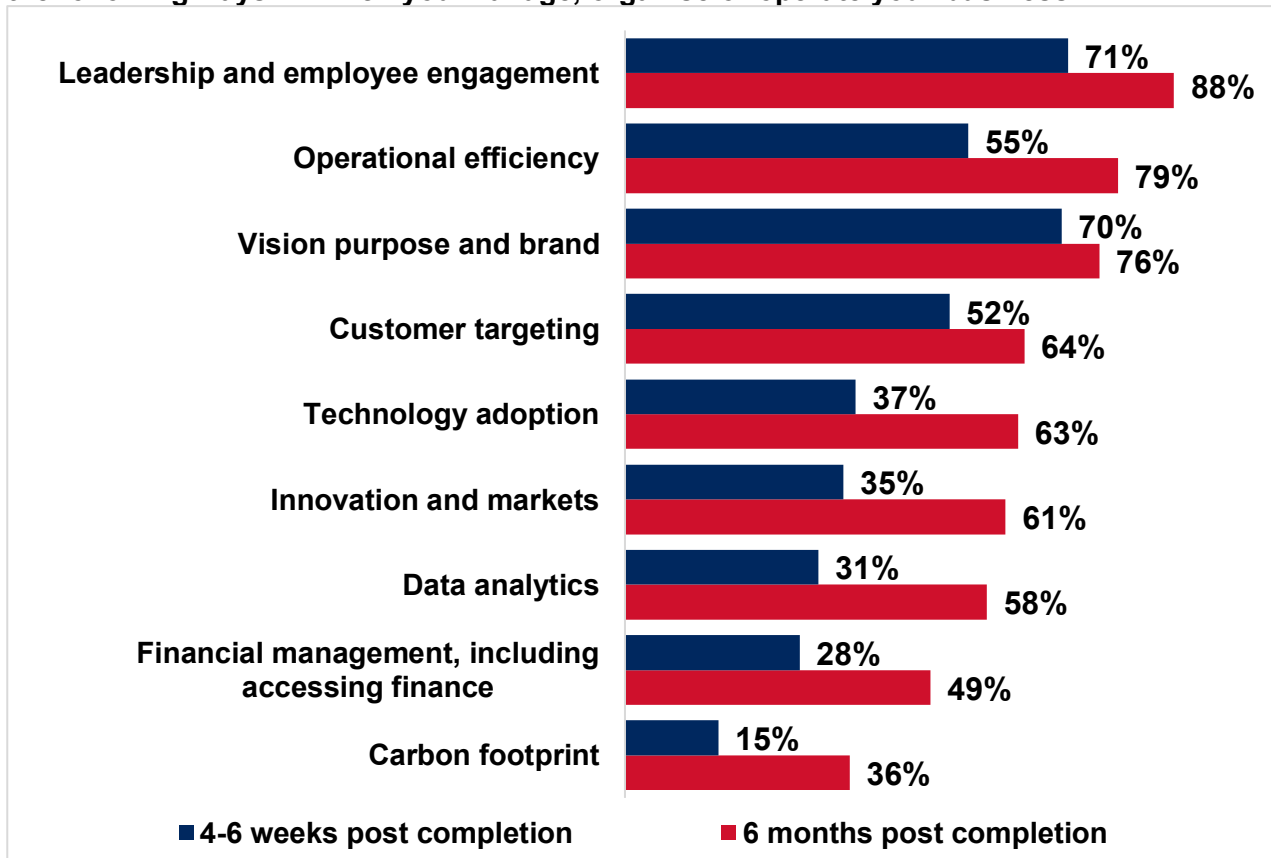 Leadership and employee engagement
71%
88%
Operational efficiency
55%
79%
Vision purpose and brand
70%
76%
Customer targeting
52%
64%
Technology adoption
37%
63%
Innovation and markets
35%
61%
Data analytics
31%
58%
Financial management, including
accessing finance
28%
49%
Carbon footprint
15%
36%
4-6 weeks post completion
6 months post completion